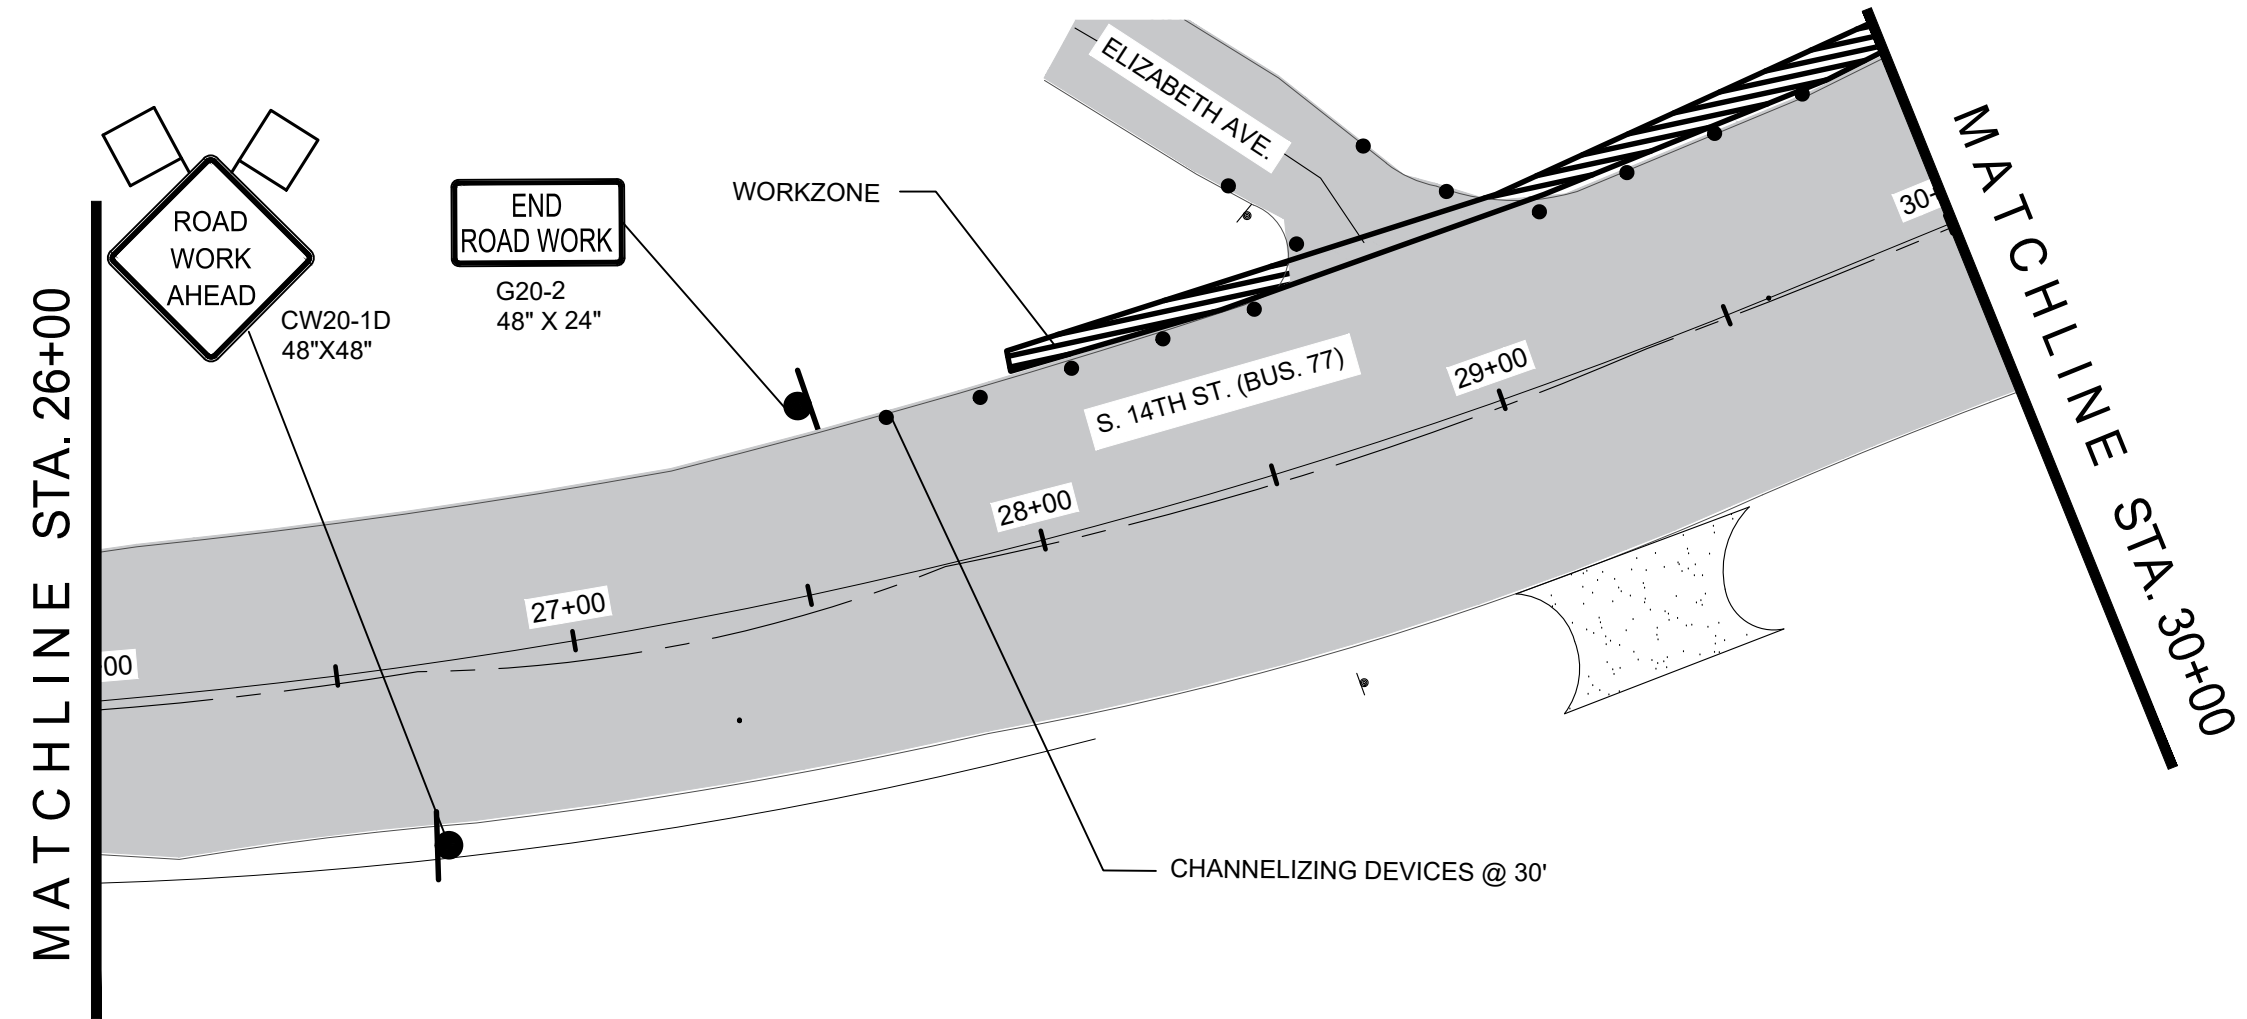 MATCHLINE STA. 26+00
ROAD
WORK
AHEAD
CW20-1D
48"X48"
END
ROAD WORK
G20-2
48" X 24"
WORKZONE
ELIZABETH AVE.
S. 14TH ST. (BUS. 77)
00
27+00
28+00
29+00
30+
CHANNELIZING DEVICES @ 30'
MATCHLINE STA. 30+00